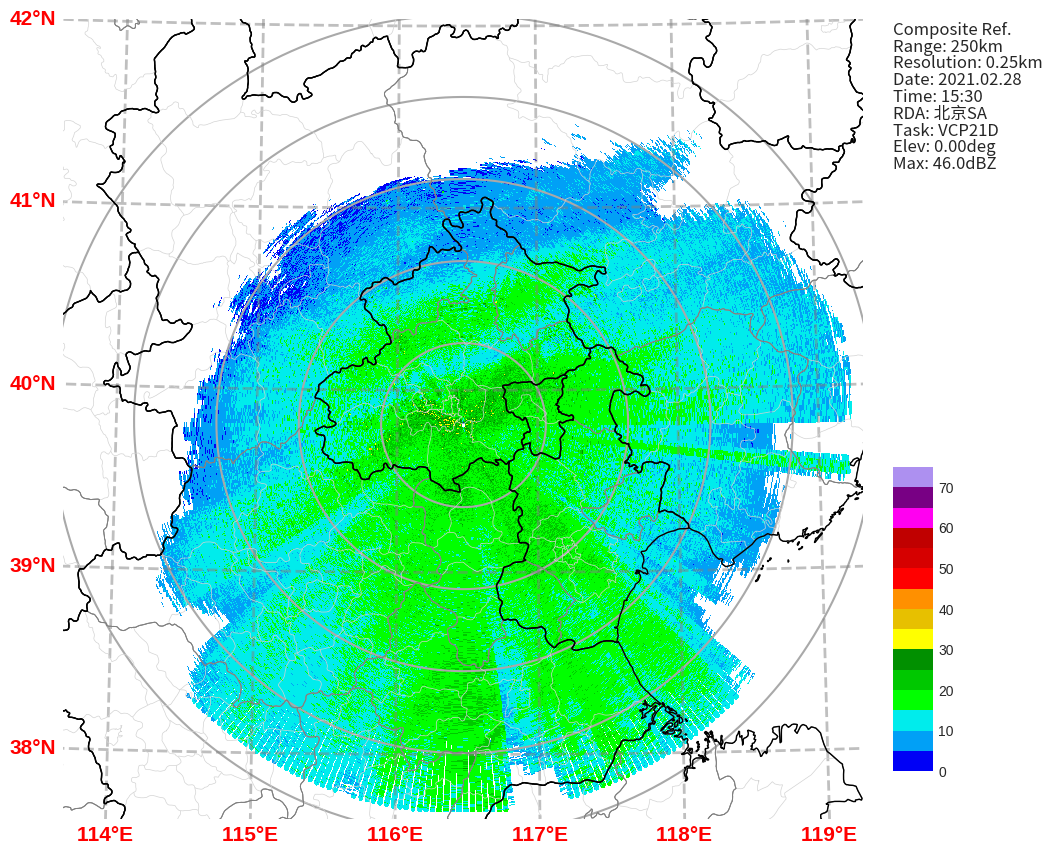 42°N
41°N
40°N
39°N
38°N
114°E 115°E 116°E 117°E 118°E 119°E
Composite Ref.
Range: 250km
Resolution: 0.25km
Date: 2021.02.28
Time: 15:30
RDA: 北京SA
Task: VCP21D
Elev: 0.00deg
Max: 46.0dBZ
70
60
50
40
30
20
10
0